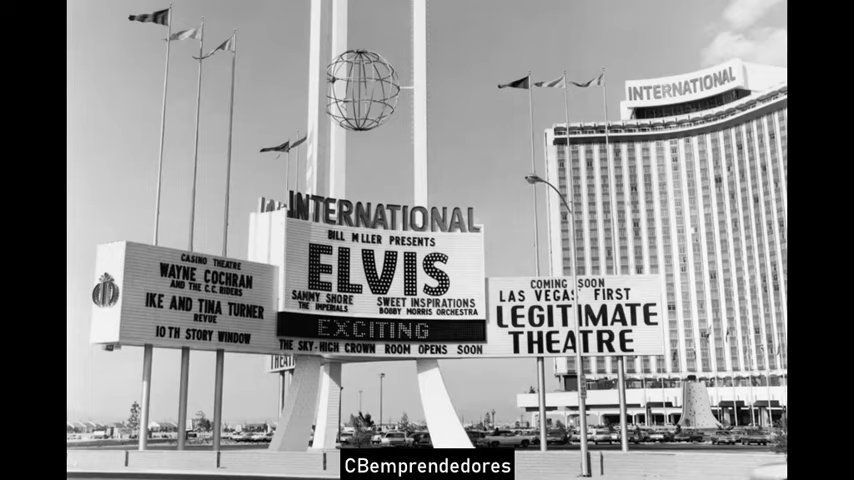 INTERNATIONAL
INTERNATIONAL
BILL MILLER PRESENTS
ELVIS
SAMMY SHORE
THE IMPERIALS
SWEET INSPIRATIONS
BOBBY MORRIS ORCHESTRA
EXCITING
THE SKY-HIGH CROWN ROOM OPENS SOON
CASINO THEATRE
WAYNE COCHRAN
AND THE C.C. RIDERS
IKE AND TINA TURNER
REVUE
10TH STORY WINDOW
COMING SOON
LAS VEGAS' FIRST
LEGITIMATE
THEATRE
CBemprendedores